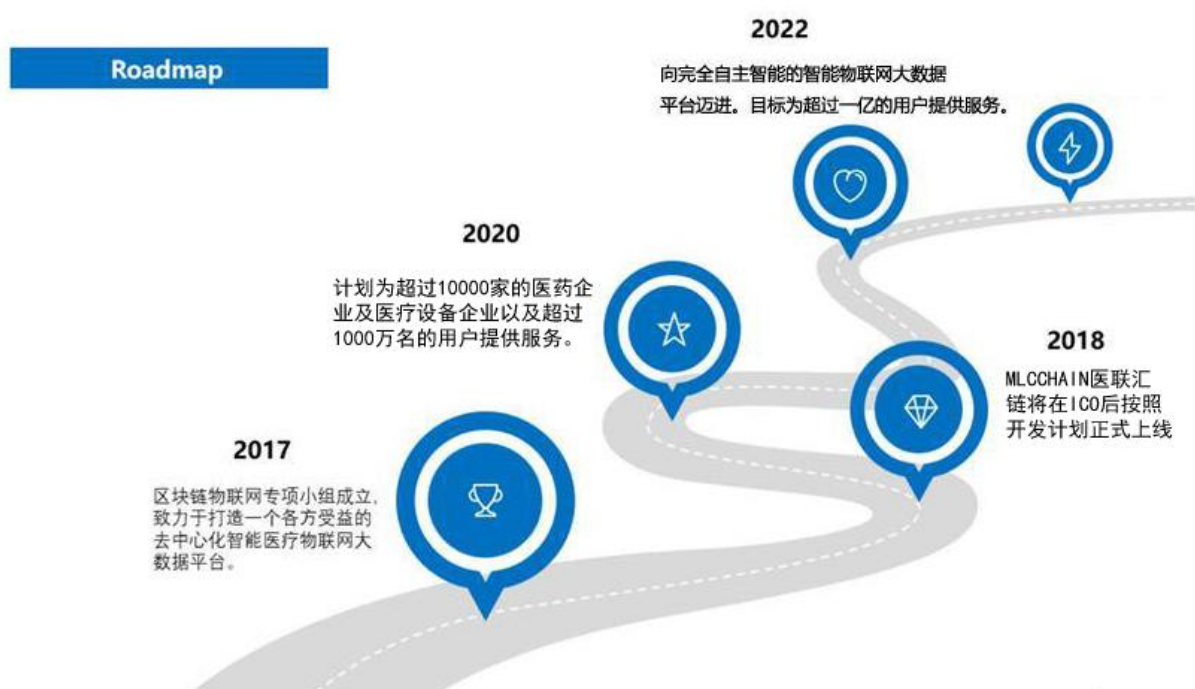 Roadmap
2022
向完全自主智能的智能物联网大数据
平台迈进。目标为超过一亿的用户提供服务。
2020
计划为超过10000家的医药企
业及医疗设备企业以及超过
1000万名的用户提供服务。
2018
MLCCHAIN医联汇
链将在ICO后按照
开发计划正式上线
2017
区块链物联网专项小组成立,
致力于打造一个各方受益的
去中心化智能医疗物联网大
数据平台。